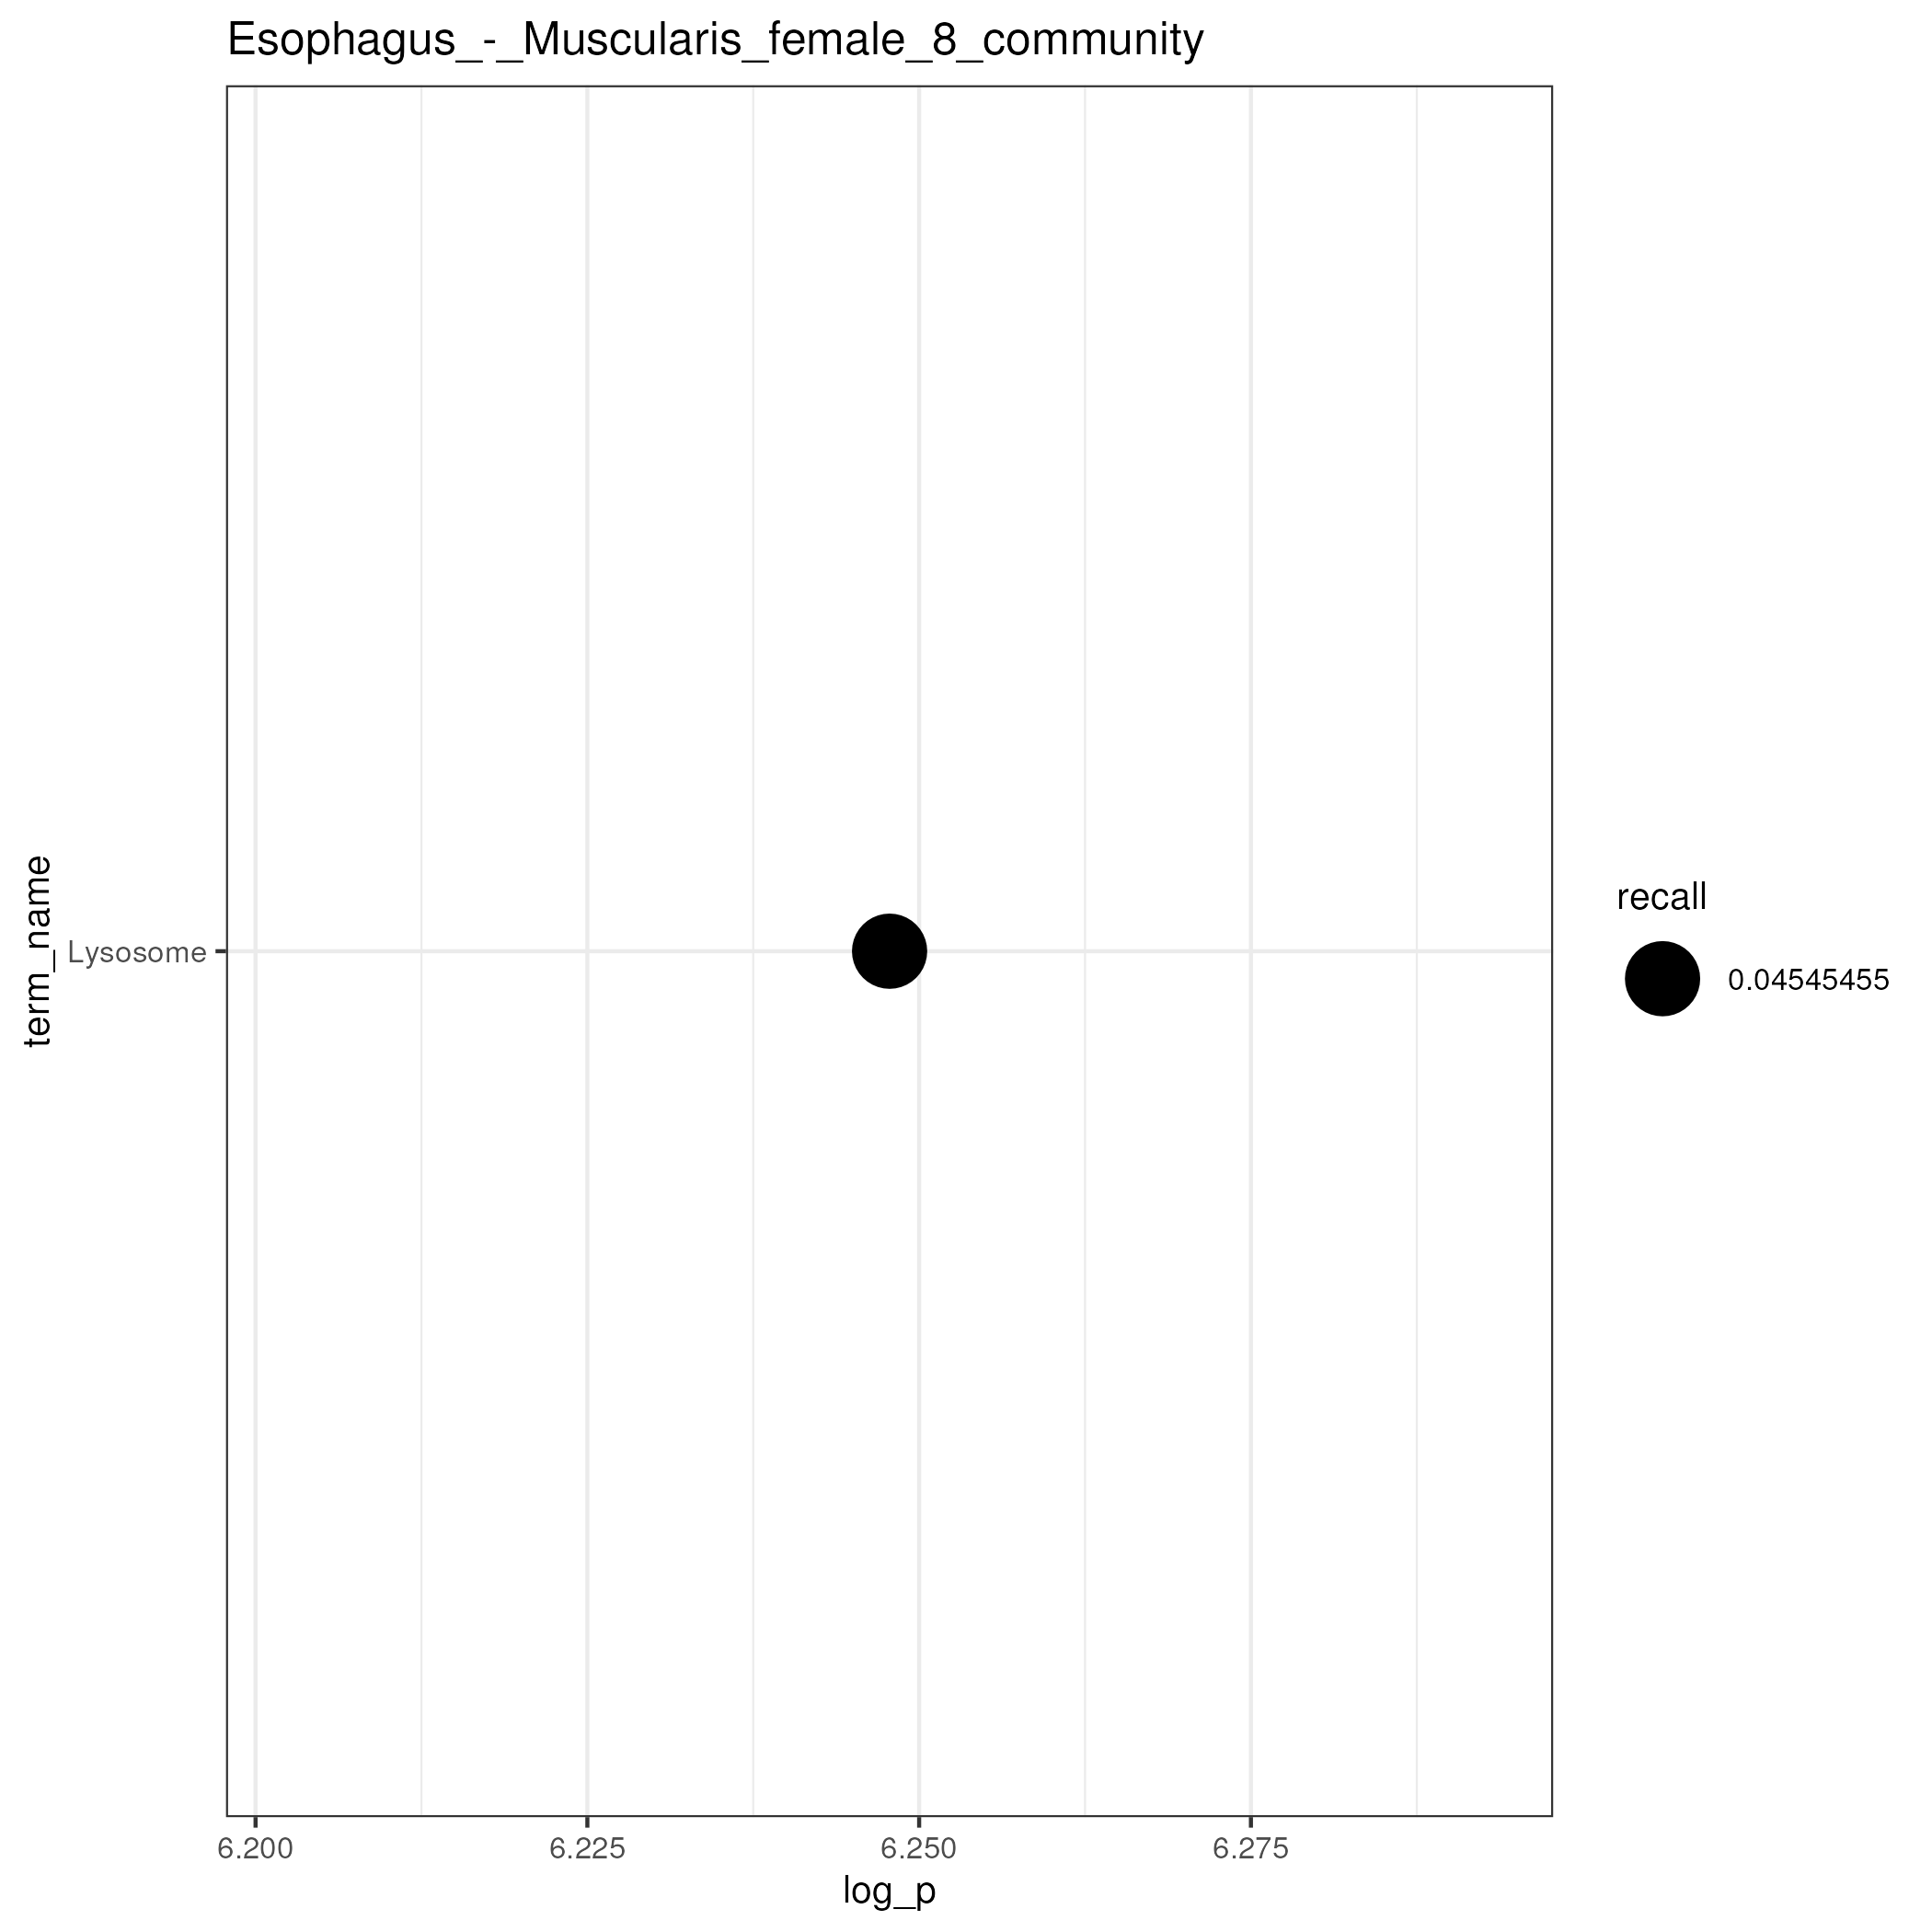 Esophagus_-_Muscularis_female_8_community
term_name
Lysosome
recall
0.04545455
6.200 6.225 6.250 6.275
log_p